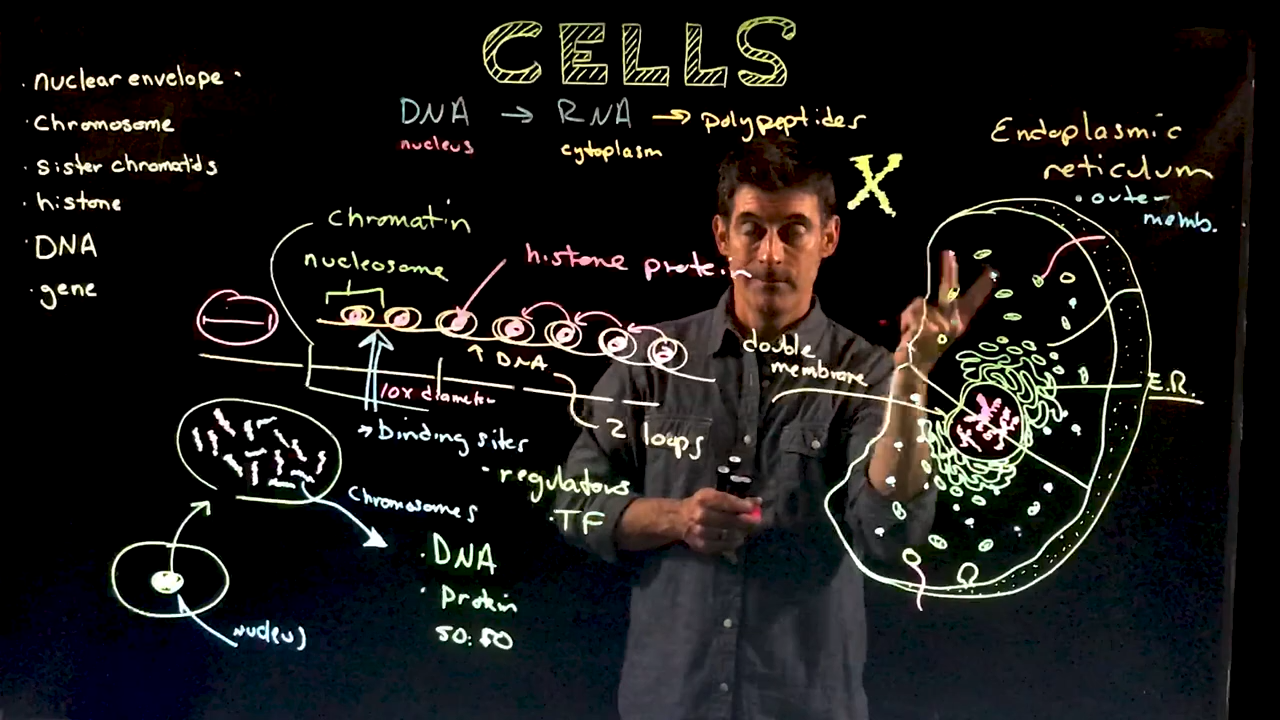 CELLS
DNA → RNA → polypeptides
nucleus
cytoplasm
· nuclear envelope ·
· Chromosome
· sister chromatids
· histone
· DNA
· gene
chromatin
nucleosome
histone protein
↑ DNA
10x diameter
→ binding sites
· regulators
· TF
2 loops
chromosomes
· DNA
· Protein
50:50
nucleus
X
double
membrane
Endoplasmic
reticulum
· outer
memb.
E.R.